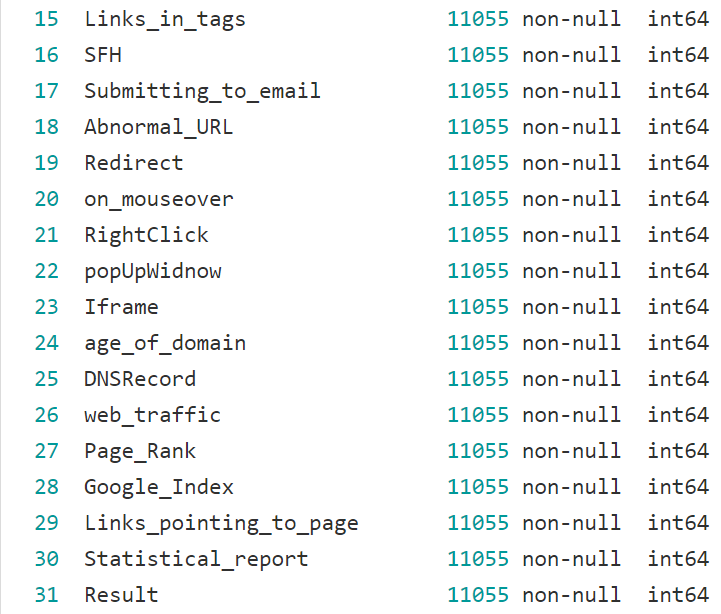 15 Links_in_tags 11055 non-null int64
16 SFH 11055 non-null int64
17 Submitting_to_email 11055 non-null int64
18 Abnormal_URL 11055 non-null int64
19 Redirect 11055 non-null int64
20 on_mouseover 11055 non-null int64
21 RightClick 11055 non-null int64
22 popUpWidnow 11055 non-null int64
23 Iframe 11055 non-null int64
24 age_of_domain 11055 non-null int64
25 DNSRecord 11055 non-null int64
26 web_traffic 11055 non-null int64
27 Page_Rank 11055 non-null int64
28 Google_Index 11055 non-null int64
29 Links_pointing_to_page 11055 non-null int64
30 Statistical_report 11055 non-null int64
31 Result 11055 non-null int64